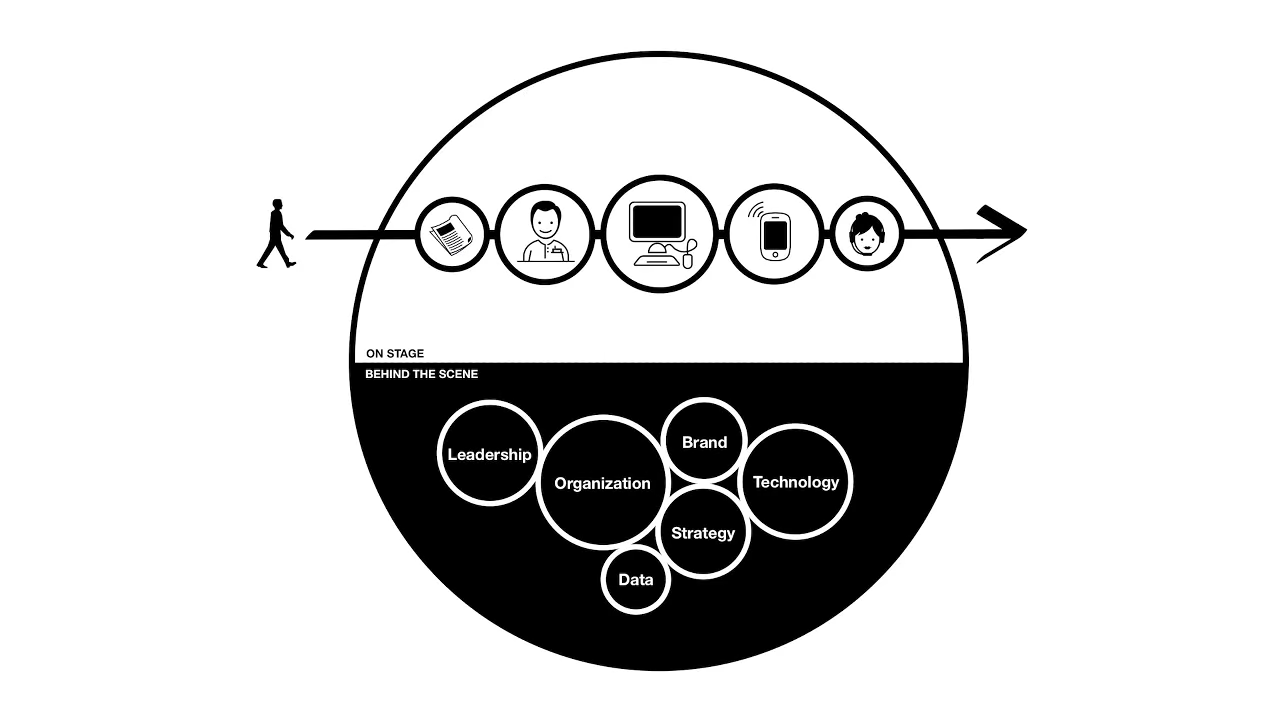 ON STAGE
BEHIND THE SCENE
Leadership
Organization
Brand
Technology
Strategy
Data